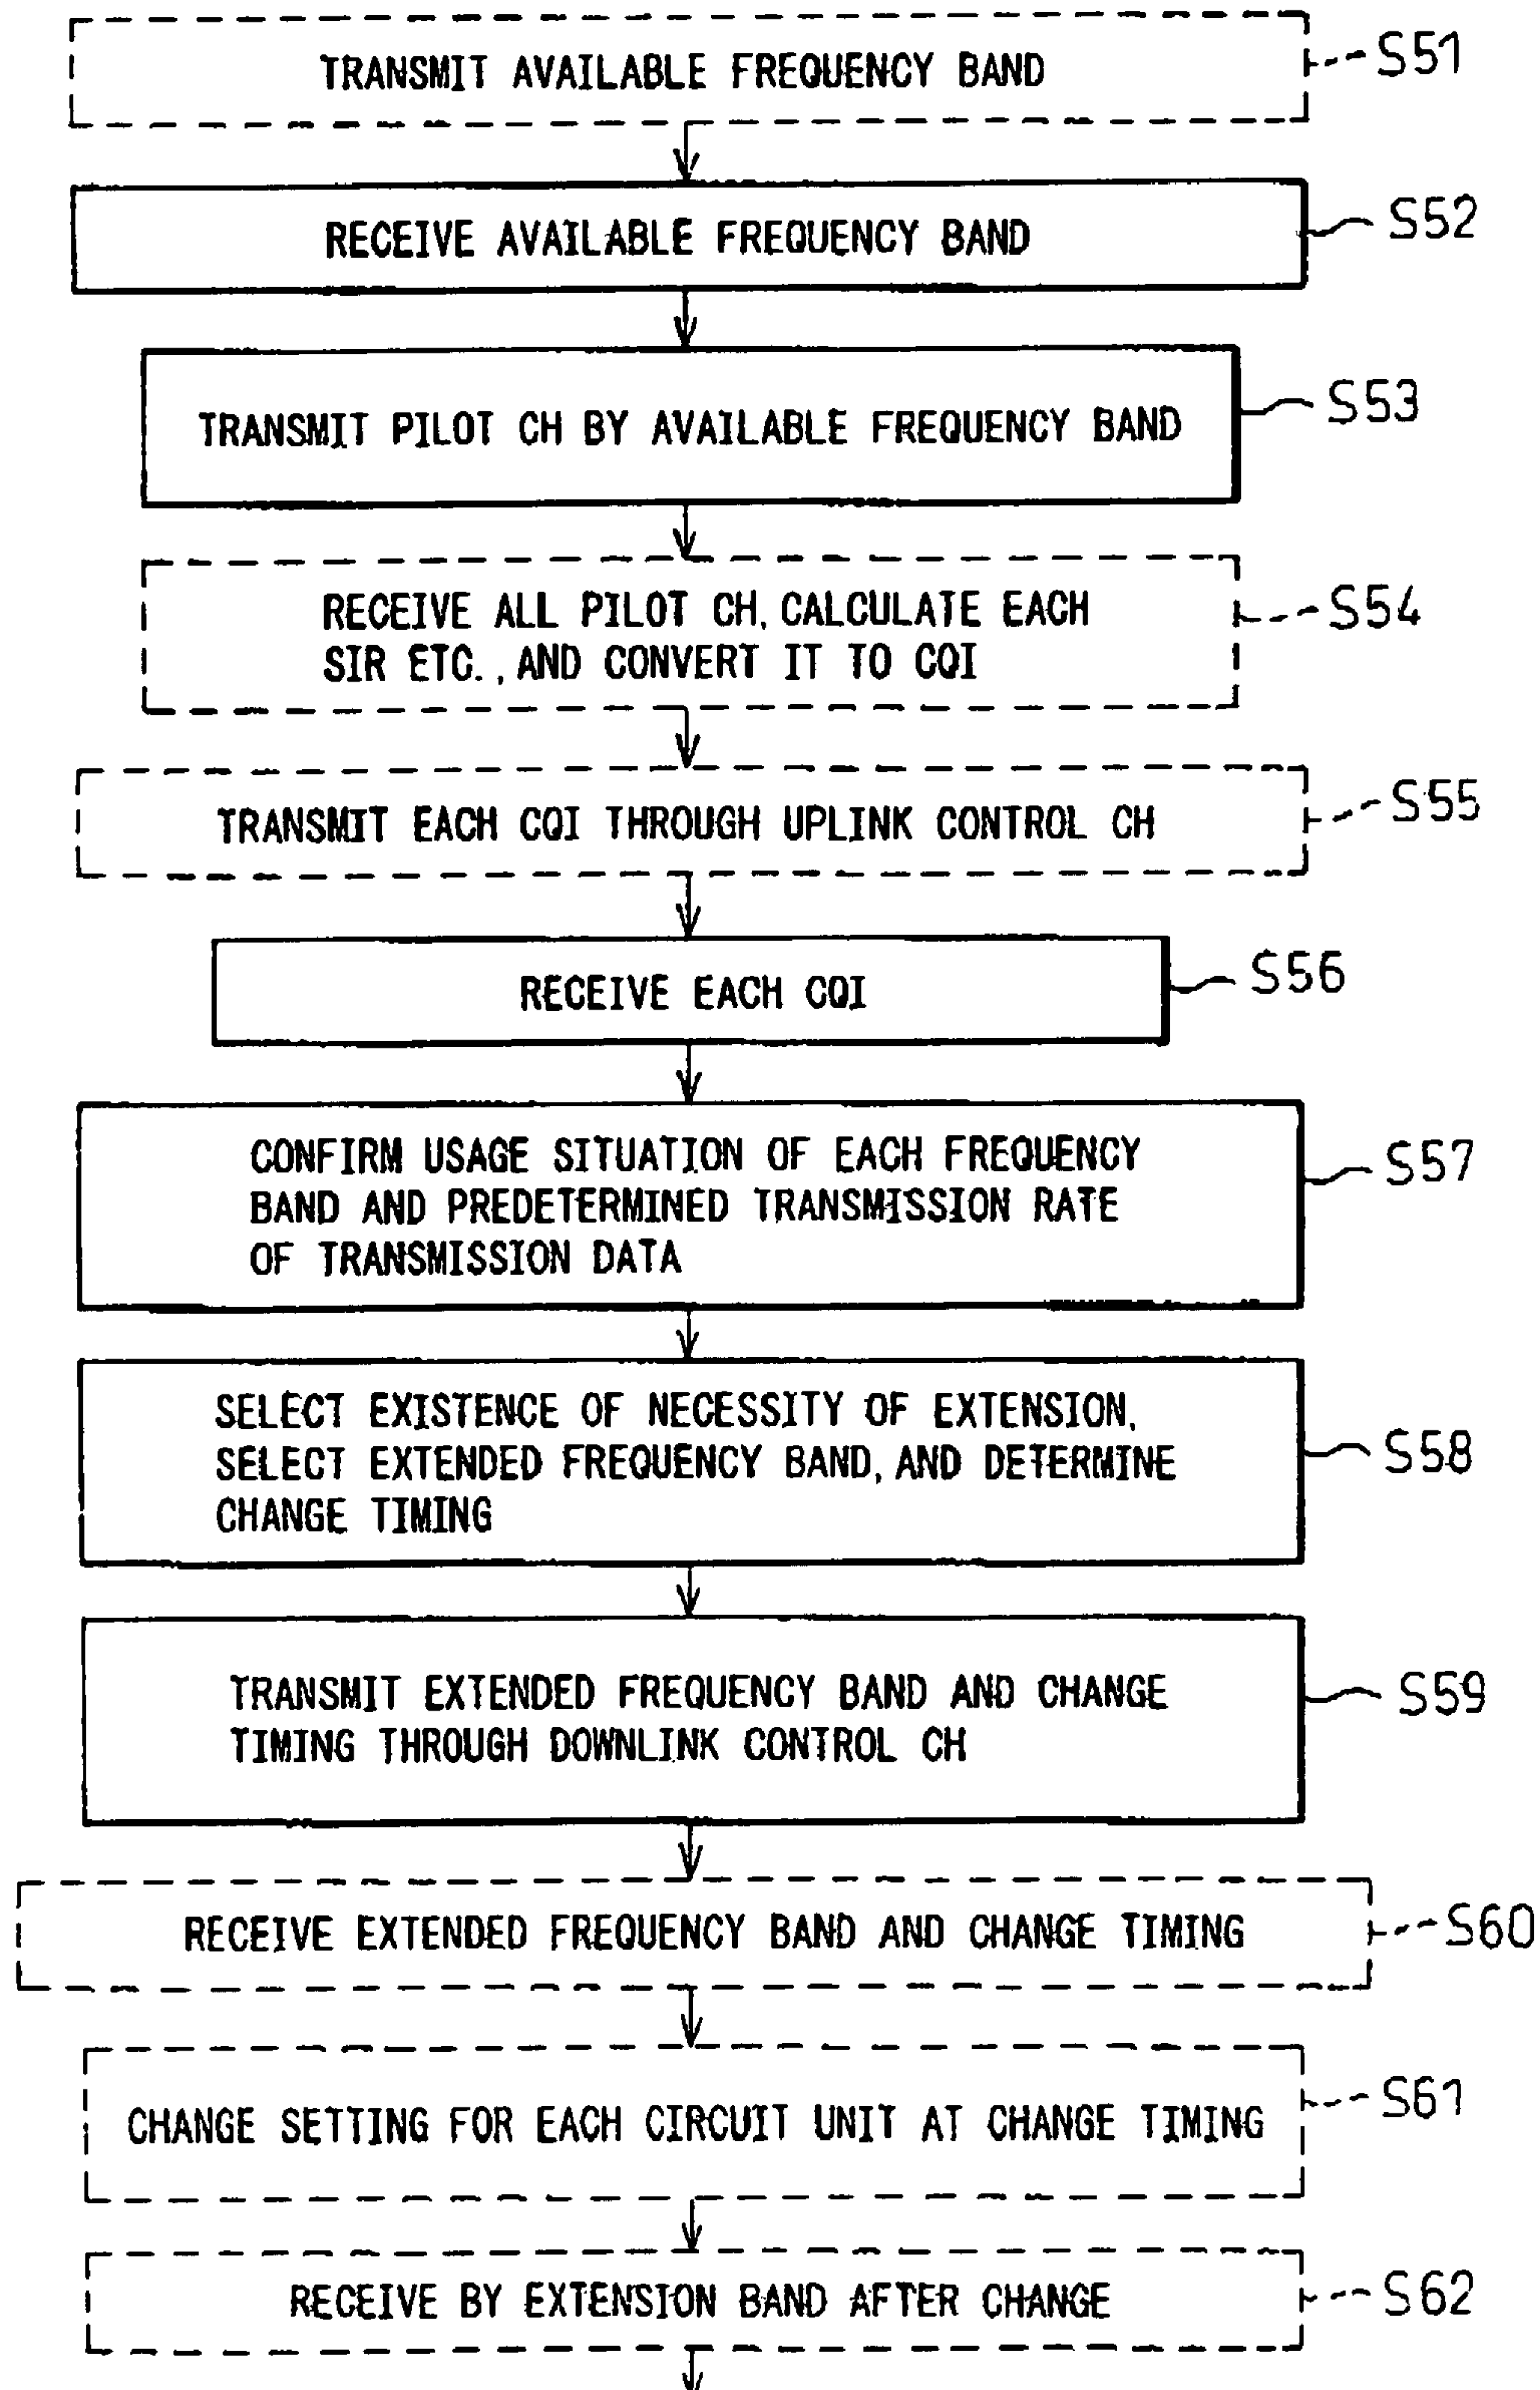 TRANSMIT AVAILABLE FREQUENCY BAND
S51
RECEIVE AVAILABLE FREQUENCY BAND
S52
TRANSMIT PILOT CH BY AVAILABLE FREQUENCY BAND
S53
RECEIVE ALL PILOT CH, CALCULATE EACH
SIR ETC., AND CONVERT IT TO CQI
S54
TRANSMIT EACH CQI THROUGH UPLINK CONTROL CH
S55
RECEIVE EACH CQI
S56
CONFIRM USAGE SITUATION OF EACH FREQUENCY
BAND AND PREDETERMINED TRANSMISSION RATE
OF TRANSMISSION DATA
S57
SELECT EXISTENCE OF NECESSITY OF EXTENSION,
SELECT EXTENDED FREQUENCY BAND, AND DETERMINE
CHANGE TIMING
S58
TRANSMIT EXTENDED FREQUENCY BAND AND CHANGE
TIMING THROUGH DOWNLINK CONTROL CH
S59
RECEIVE EXTENDED FREQUENCY BAND AND CHANGE TIMING
S60
CHANGE SETTING FOR EACH CIRCUIT UNIT AT CHANGE TIMING
S61
RECEIVE BY EXTENSION BAND AFTER CHANGE
S62